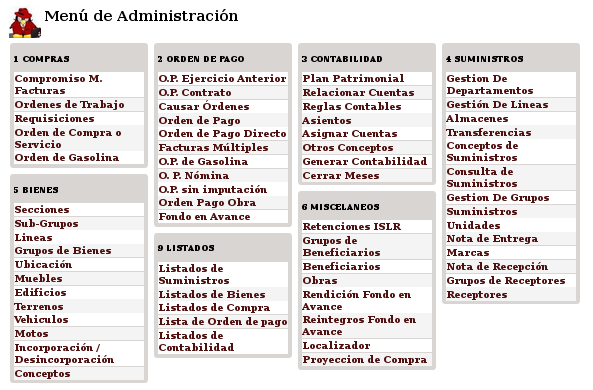 Menú de Administración
1 COMPRAS
Compromiso M.
Facturas
Ordenes de Trabajo
Requisiciones
Orden de Compra o
Servicio
Orden de Gasolina
2 ORDEN DE PAGO
O.P. Ejercicio Anterior
O.P. Contrato
Causar Órdenes
Orden de Pago
Orden de Pago Directo
Facturas Múltiples
O.P. de Gasolina
O. P. Nómina
O.P. sin imputación
Orden Pago Obra
Fondo en Avance
3 CONTABILIDAD
Plan Patrimonial
Relacionar Cuentas
Reglas Contables
Asientos
Asignar Cuentas
Otros Conceptos
Generar Contabilidad
Cerrar Meses
4 SUMINISTROS
Gestion De
Departamentos
Gestión De Lineas
Almacenes
Transferencias
Conceptos de
Suministros
Consulta de
Suministros
Gestion De Grupos
Suministros
Unidades
Nota de Entrega
Marcas
Nota de Recepción
Grupos de Receptores
Receptores
5 BIENES
Secciones
Sub-Grupos
Lineas
Grupos de Bienes
Ubicación
Muebles
Edificios
Terrenos
Vehiculos
Motos
Incorporación /
Desincorporación
Conceptos
9 LISTADOS
Listados de
Suministros
Listados de Bienes
Listados de Compra
Lista de Orden de pago
Listados de
Contabilidad
6 MISCELANEOS
Retenciones ISLR
Grupos de
Beneficiarios
Beneficiarios
Obras
Rendición Fondo en
Avance
Reintegros Fondo en
Avance
Localizador
Proyeccion de Compra